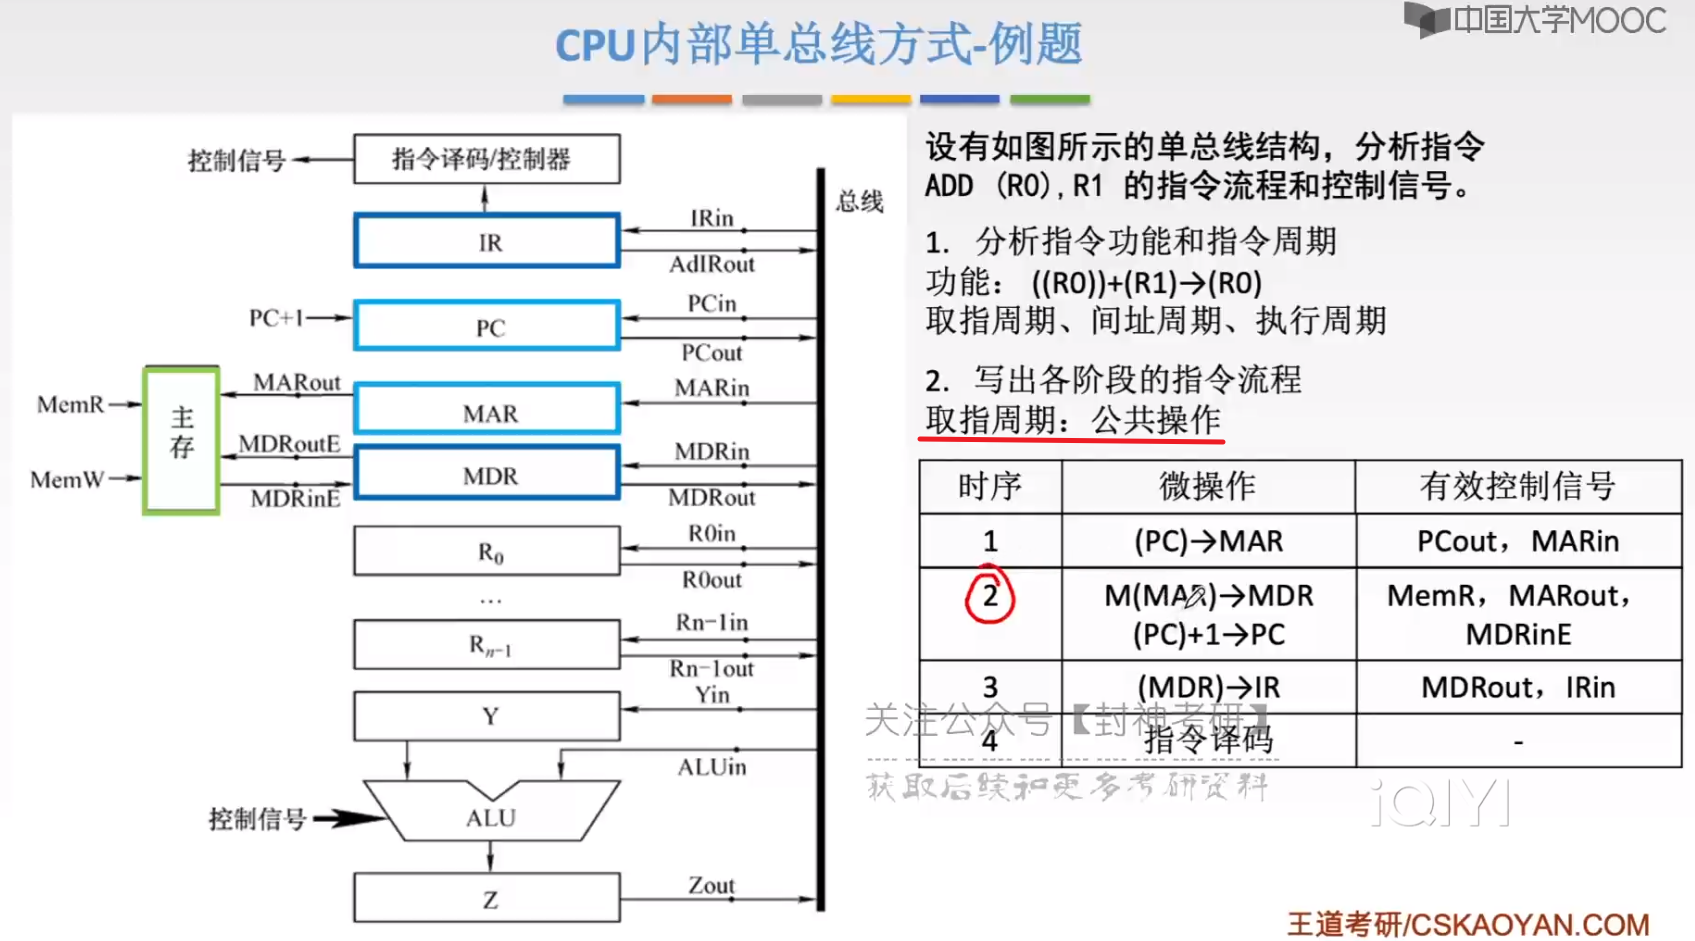 中国大学MOOC
CPU内部单总线方式-例题
控制信号
指令译码/控制器
总线
IR
IRin
AdIRout
PC+1
PC
PCin
PCout
主存
MemR
MemW
MARout
MDRoutE
MDRinE
MAR
MARin
MDR
MDRin
MDRout
R0
R0in
R0out
…
Rn-1
Rn-1in
Rn-1out
Y
Yin
ALUin
控制信号
ALU
Z
Zout
设有如图所示的单总线结构，分析指令
ADD (R0),R1 的指令流程和控制信号。
1. 分析指令功能和指令周期
功能： ((R0))+(R1)→(R0)
取指周期、间址周期、执行周期
2. 写出各阶段的指令流程
取指周期：公共操作
时序 微操作 有效控制信号
1 (PC)→MAR PCout，MARin
2 M(MAR)→MDR MemR，MARout，
(PC)+1→PC MDRinE
3 (MDR)→IR MDRout，IRin
关注公众号【封神考研】
4 指令译码 -
获取后续和更多考研资料
iQIYI
王道考研/CSKAOYAN.COM